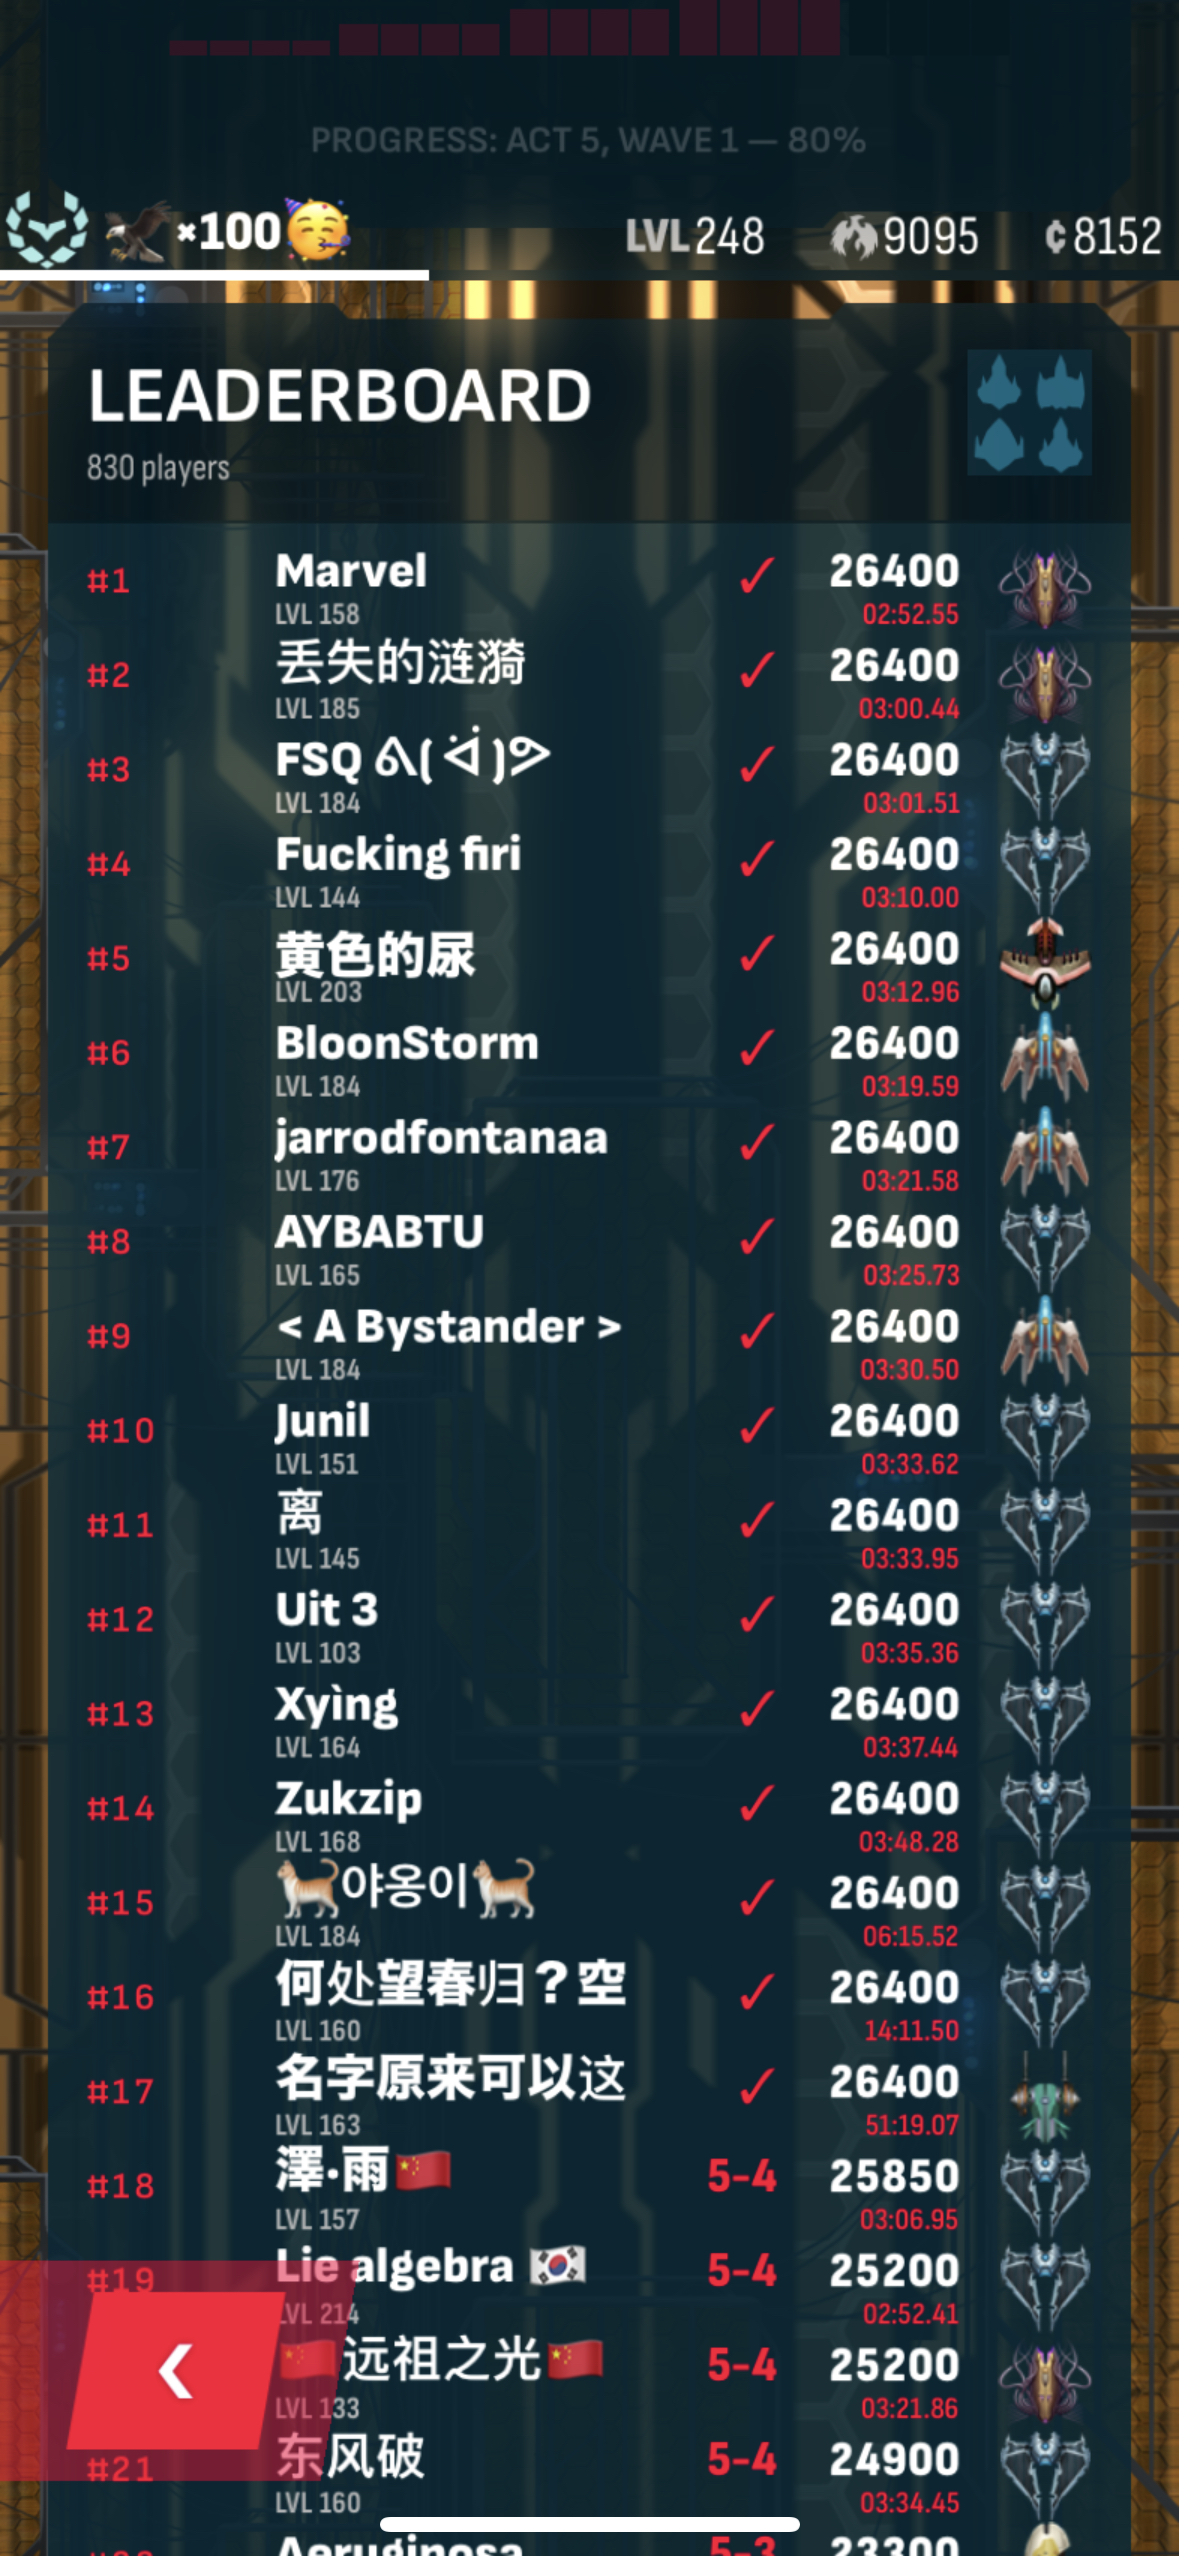 PROGRESS: ACT 5, WAVE 1 — 80%
×100🥳 LVL 248 9095 ¢8152
LEADERBOARD
830 players
#1 Marvel ✓ 26400
LVL 158 02:52.55
#2 丢失的涟漪 ✓ 26400
LVL 185 03:00.44
#3 FSQ ᕕ( ᐛ )ᕗ ✓ 26400
LVL 184 03:01.51
#4 Fucking firi ✓ 26400
LVL 144 03:10.00
#5 黄色的尿 ✓ 26400
LVL 203 03:12.96
#6 BloonStorm ✓ 26400
LVL 184 03:19.59
#7 jarrodfontanaa ✓ 26400
LVL 176 03:21.58
#8 AYBABTU ✓ 26400
LVL 165 03:25.73
#9 < A Bystander > ✓ 26400
LVL 184 03:30.50
#10 Junil ✓ 26400
LVL 151 03:33.62
#11 离 ✓ 26400
LVL 145 03:33.95
#12 Uit 3 ✓ 26400
LVL 103 03:35.36
#13 Xyìng ✓ 26400
LVL 164 03:37.44
#14 Zukzip ✓ 26400
LVL 168 03:48.28
#15 🐈야옹이🐈 ✓ 26400
LVL 184 06:15.52
#16 何处望春归？空 ✓ 26400
LVL 160 14:11.50
#17 名字原来可以这 ✓ 26400
LVL 163 51:19.07
#18 澤·雨🇨🇳 5-4 25850
LVL 157 03:06.95
#19 Lie algebra 🇰🇷 5-4 25200
LVL 214 02:52.41
🇨🇳远祖之光🇨🇳 5-4 25200
LVL 133 03:21.86
#21 东风破 5-4 24900
LVL 160 03:34.45
Aeruginosa 5-3 23300